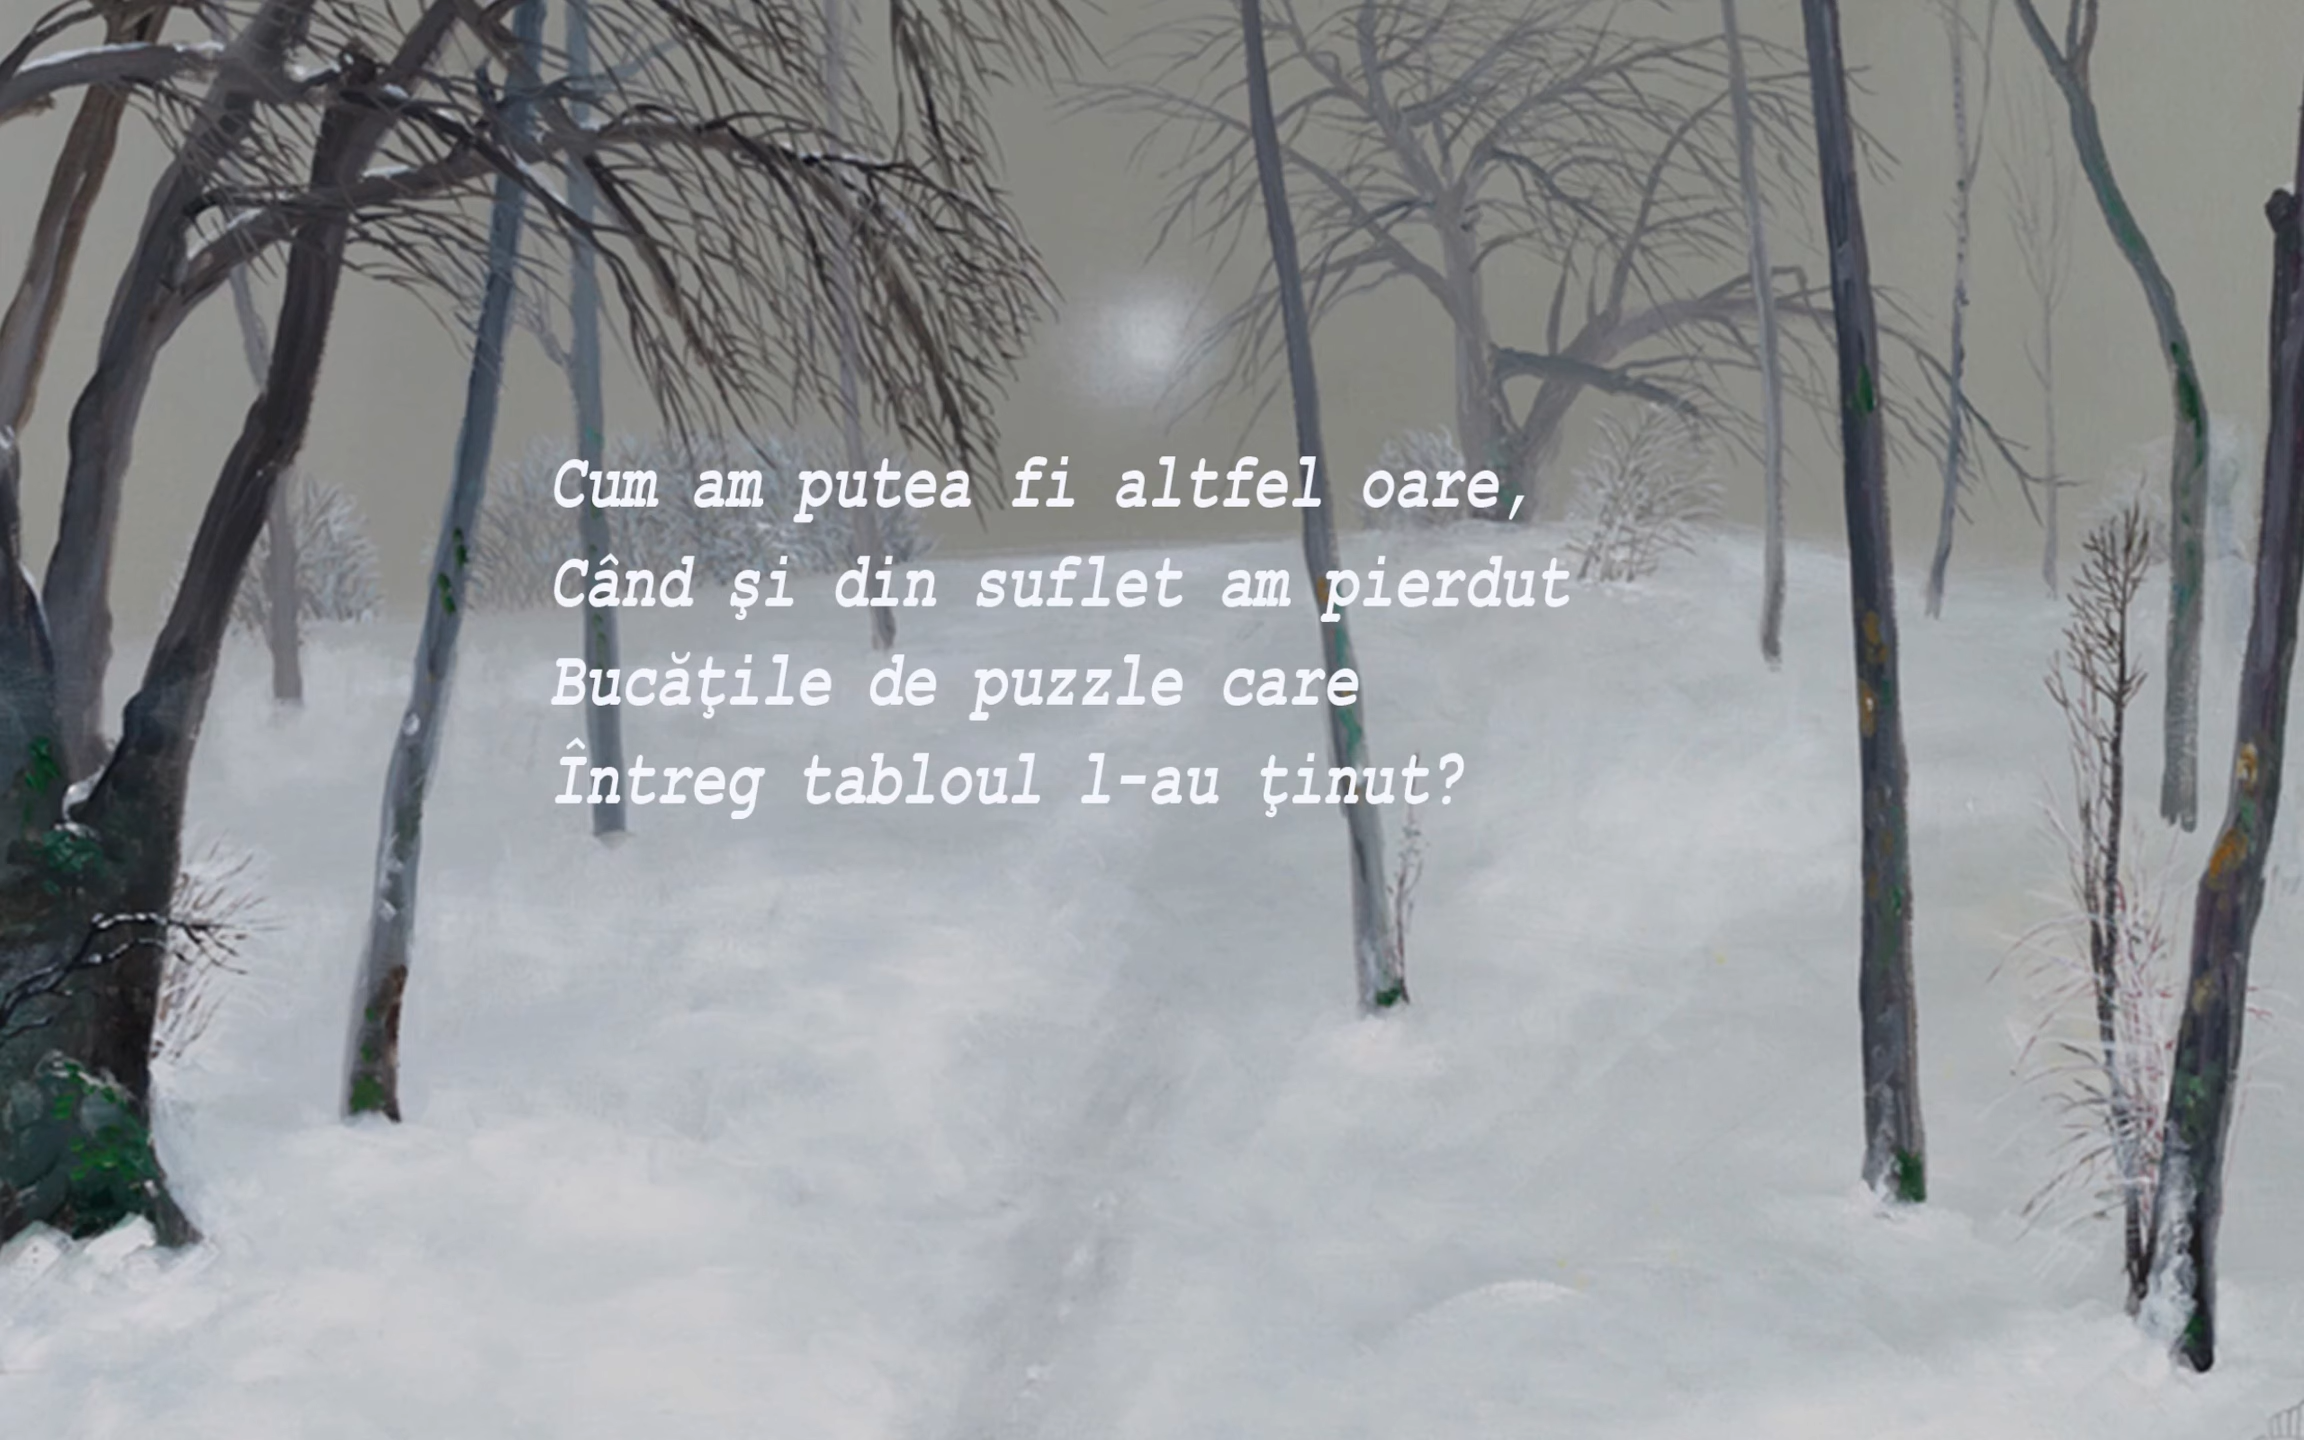 Cum am putea fi altfel oare,
Când şi din suflet am pierdut
Bucăţile de puzzle care
Întreg tabloul l-au ţinut?